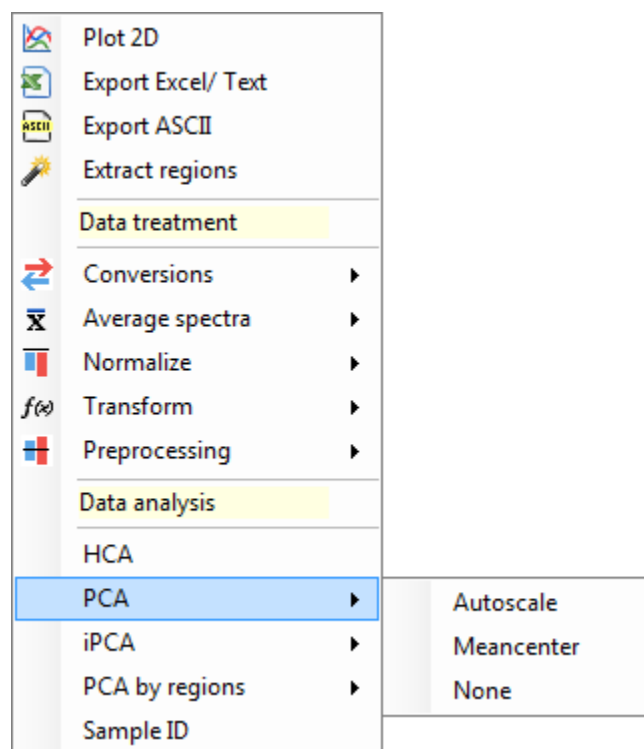 Plot 2D
Export Excel/ Text
ASCII
Export ASCII
Extract regions
Data treatment
Conversions
x
Average spectra
Normalize
f(x)
Transform
Preprocessing
Data analysis
HCA
PCA
Autoscale
iPCA
Meancenter
PCA by regions
None
Sample ID